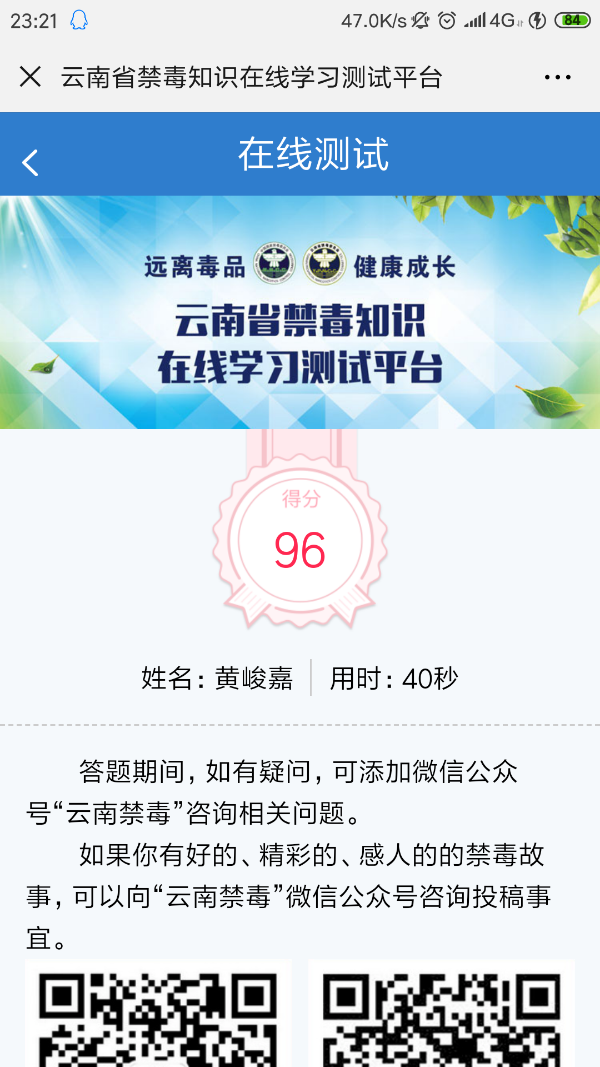 23:21
47.0K/s
4G
84
云南省禁毒知识在线学习测试平台
在线测试
远离毒品
健康成长
云南省禁毒知识
在线学习测试平台
得分
96
姓名：黄峻嘉
用时：40秒
答题期间，如有疑问，可添加微信公众
号“云南禁毒”咨询相关问题。
如果你有好的、精彩的、感人的的禁毒故
事，可以向“云南禁毒”微信公众号咨询投稿事
宜。